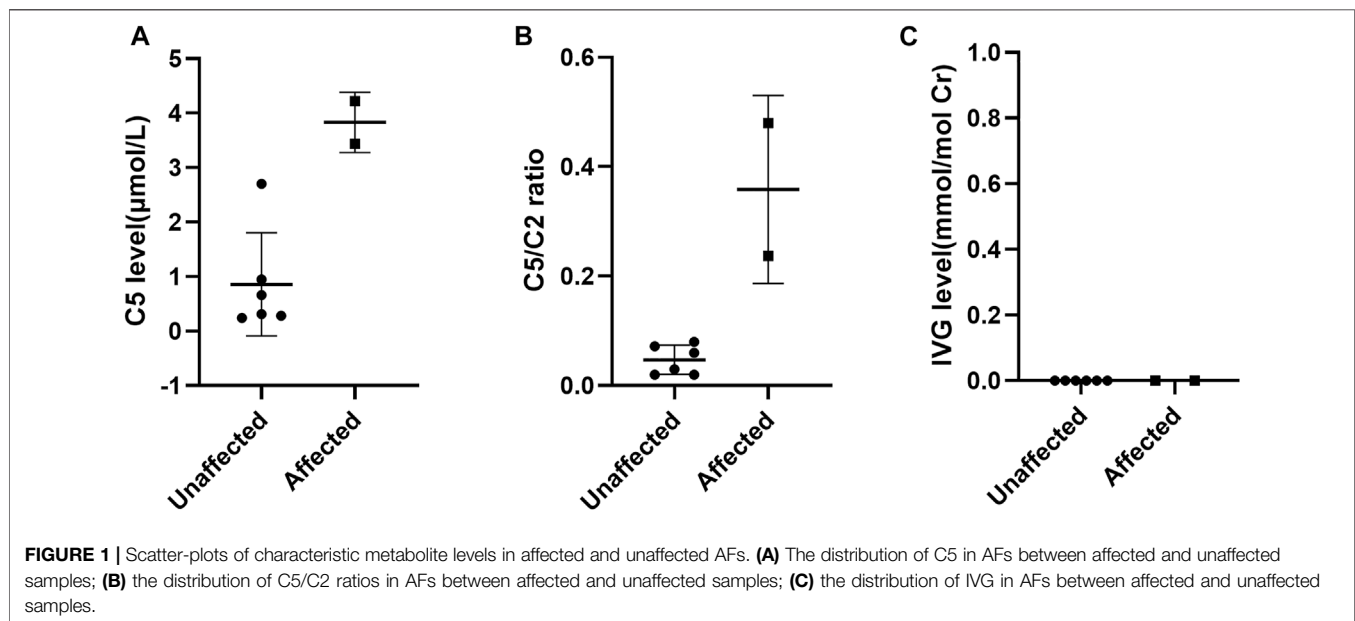 A
C5 level(µmol/L)
5
4
3
2
1
0
-1
Unaffected
Affected
B
C5/C2 ratio
0.6
0.4
0.2
0.0
Unaffected
Affected
C
IVG level(mmol/mol Cr)
1.0
0.8
0.6
0.4
0.2
0.0
Unaffected
Affected
FIGURE 1 | Scatter-plots of characteristic metabolite levels in affected and unaffected AFs. (A) The distribution of C5 in AFs between affected and unaffected
samples; (B) the distribution of C5/C2 ratios in AFs between affected and unaffected samples; (C) the distribution of IVG in AFs between affected and unaffected
samples.